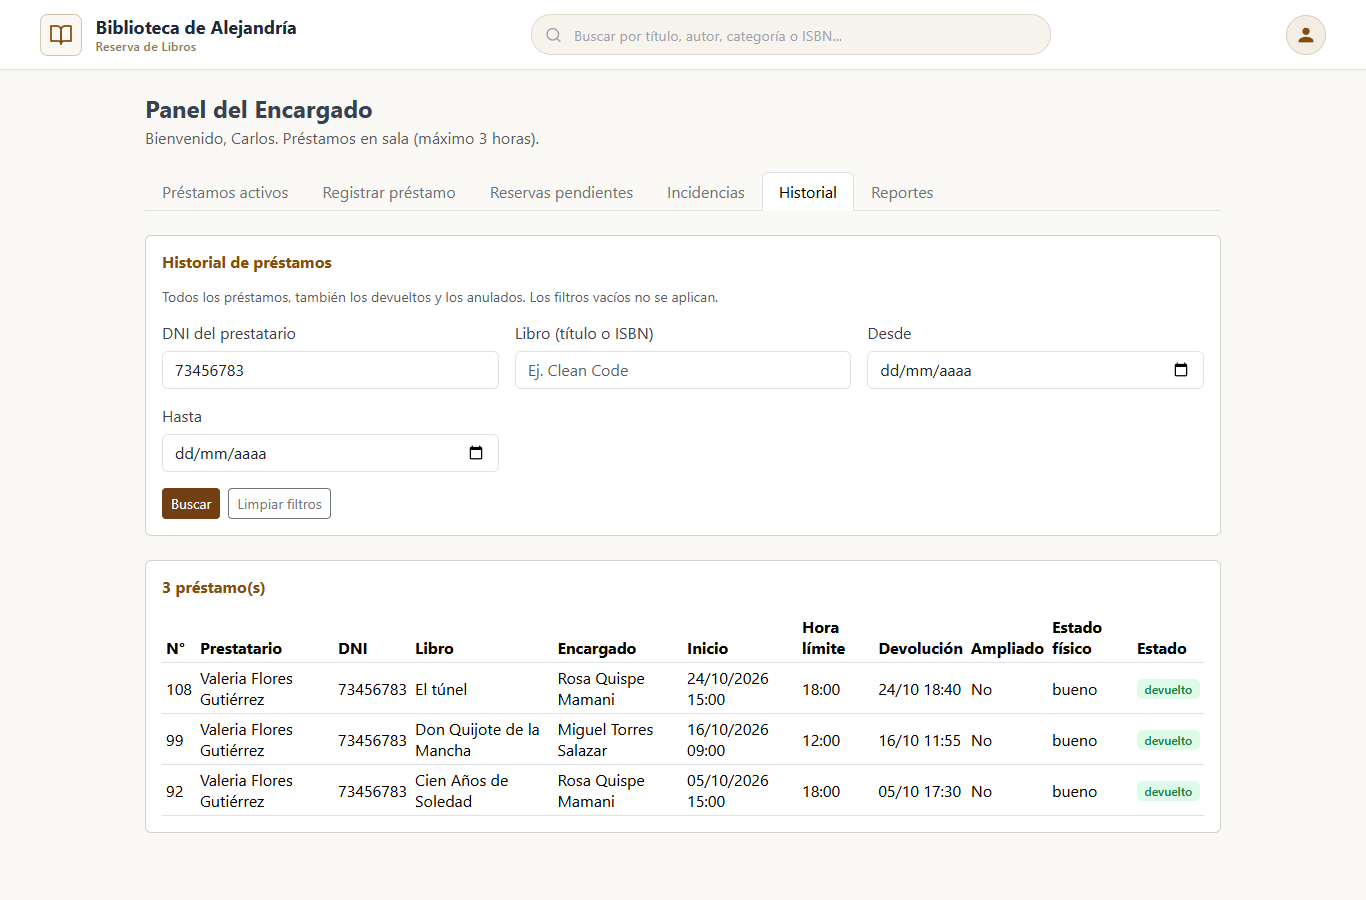 Biblioteca de Alejandría
Reserva de Libros
Buscar por título, autor, categoría o ISBN...
Panel del Encargado
Bienvenido, Carlos. Préstamos en sala (máximo 3 horas).
Préstamos activos Registrar préstamo Reservas pendientes Incidencias Historial Reportes
Historial de préstamos
Todos los préstamos, también los devueltos y los anulados. Los filtros vacíos no se aplican.
DNI del prestatario Libro (título o ISBN) Desde
73456783 Ej. Clean Code dd/mm/aaaa
Hasta
dd/mm/aaaa
Buscar Limpiar filtros
3 préstamo(s)
N° Prestatario DNI Libro Encargado Inicio Hora límite Devolución Ampliado Estado físico Estado
108 Valeria Flores Gutiérrez 73456783 El túnel Rosa Quispe Mamani 24/10/2026 15:00 18:00 24/10 18:40 No bueno devuelto
99 Valeria Flores Gutiérrez 73456783 Don Quijote de la Mancha Miguel Torres Salazar 16/10/2026 09:00 12:00 16/10 11:55 No bueno devuelto
92 Valeria Flores Gutiérrez 73456783 Cien Años de Soledad Rosa Quispe Mamani 05/10/2026 15:00 18:00 05/10 17:30 No bueno devuelto